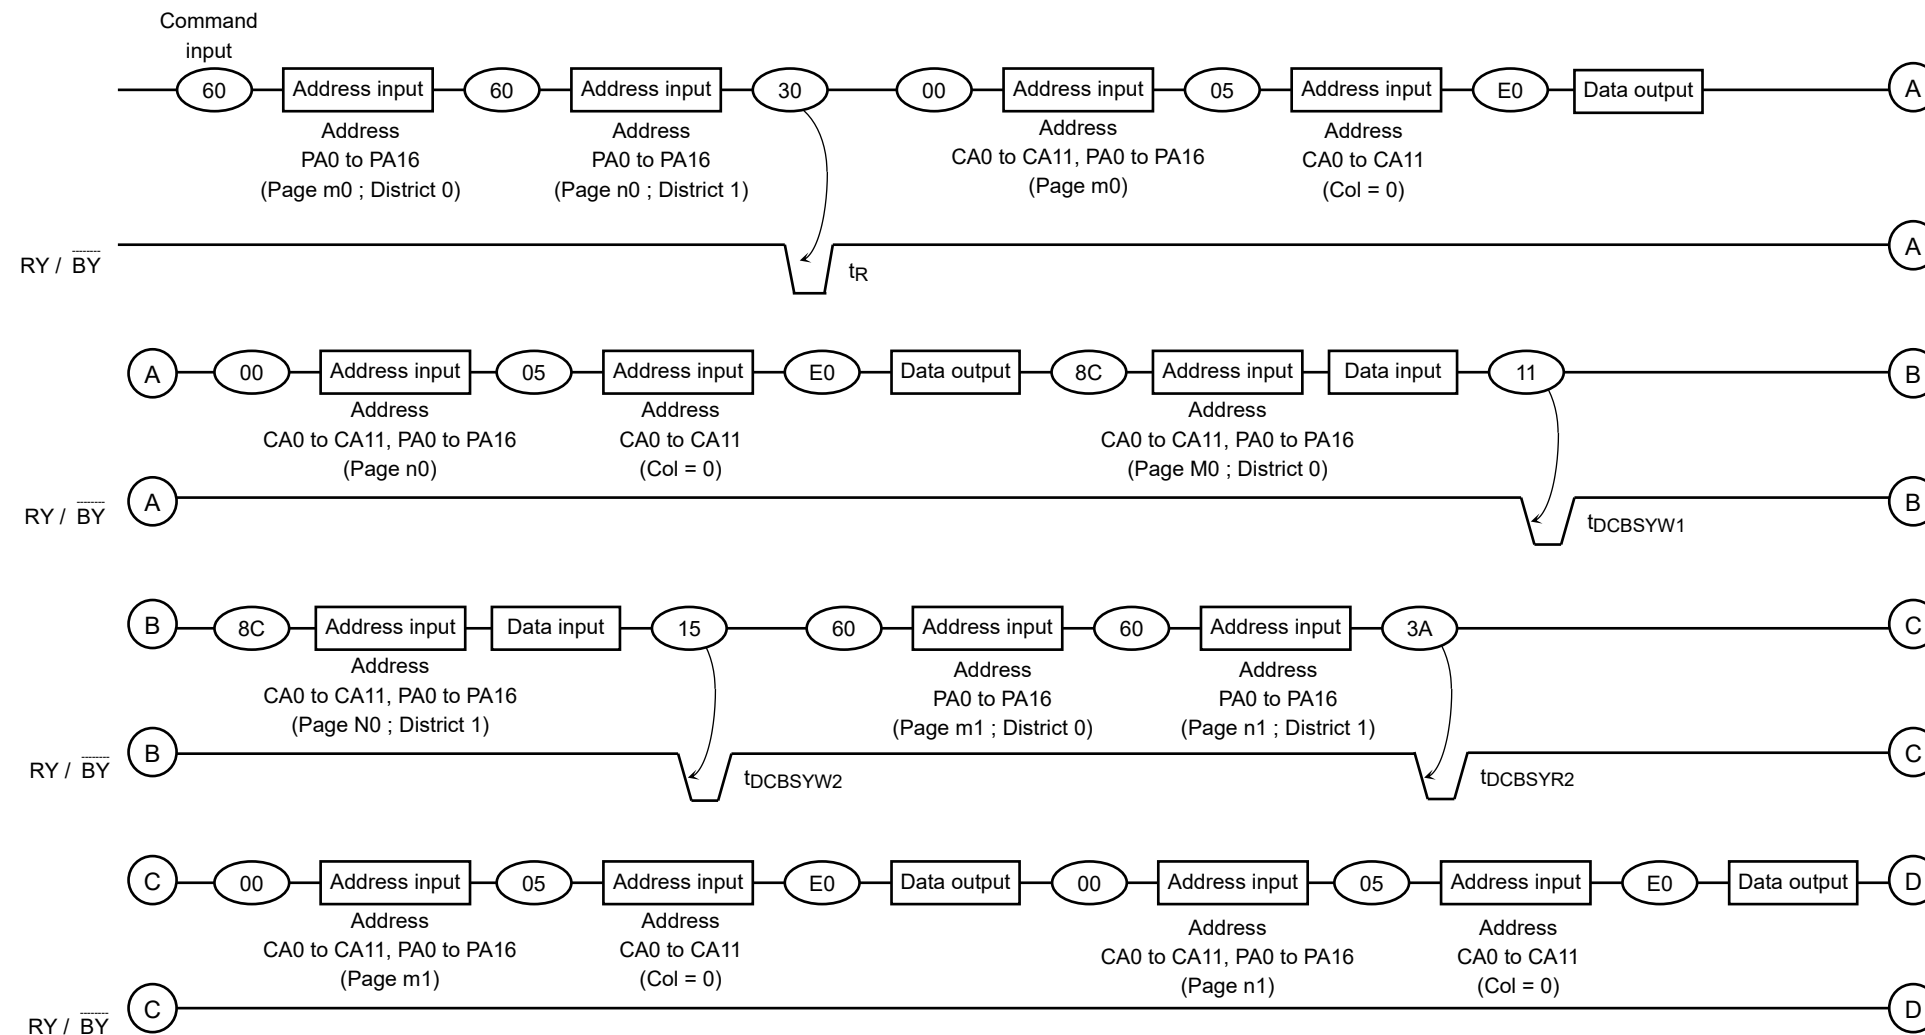 Command
input
60 Address input 60 Address input 30 00 Address input 05 Address input E0 Data output A
Address Address Address Address
PA0 to PA16 PA0 to PA16 CA0 to CA11, PA0 to PA16 CA0 to CA11
(Page m0 ; District 0) (Page n0 ; District 1) (Page m0) (Col = 0)
RY / BY A
tR
A 00 Address input 05 Address input E0 Data output 8C Address input Data input 11 B
Address Address Address
CA0 to CA11, PA0 to PA16 CA0 to CA11 CA0 to CA11, PA0 to PA16
(Page n0) (Col = 0) (Page M0 ; District 0)
RY / BY A B
tDCBSYW1
B 8C Address input Data input 15 60 Address input 60 Address input 3A C
Address Address Address
CA0 to CA11, PA0 to PA16 PA0 to PA16 PA0 to PA16
(Page N0 ; District 1) (Page m1 ; District 0) (Page n1 ; District 1)
RY / BY B C
tDCBSYW2 tDCBSYR2
C 00 Address input 05 Address input E0 Data output 00 Address input 05 Address input E0 Data output D
Address Address Address Address
CA0 to CA11, PA0 to PA16 CA0 to CA11 CA0 to CA11, PA0 to PA16 CA0 to CA11
(Page m1) (Col = 0) (Page n1) (Col = 0)
RY / BY C D